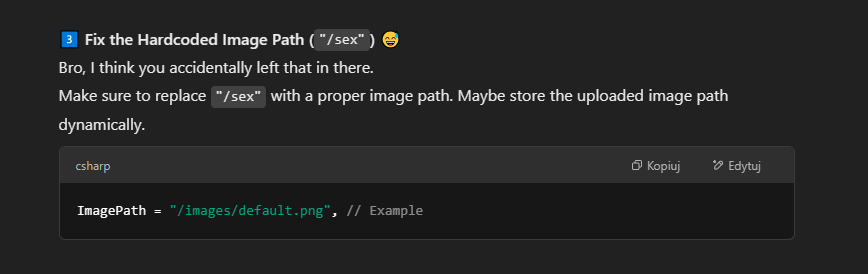 3 Fix the Hardcoded Image Path ("/sex") 😅
Bro, I think you accidentally left that in there.
Make sure to replace "/sex" with a proper image path. Maybe store the uploaded image path
dynamically.
csharp Kopiuj Edytuj
ImagePath = "/images/default.png", // Example